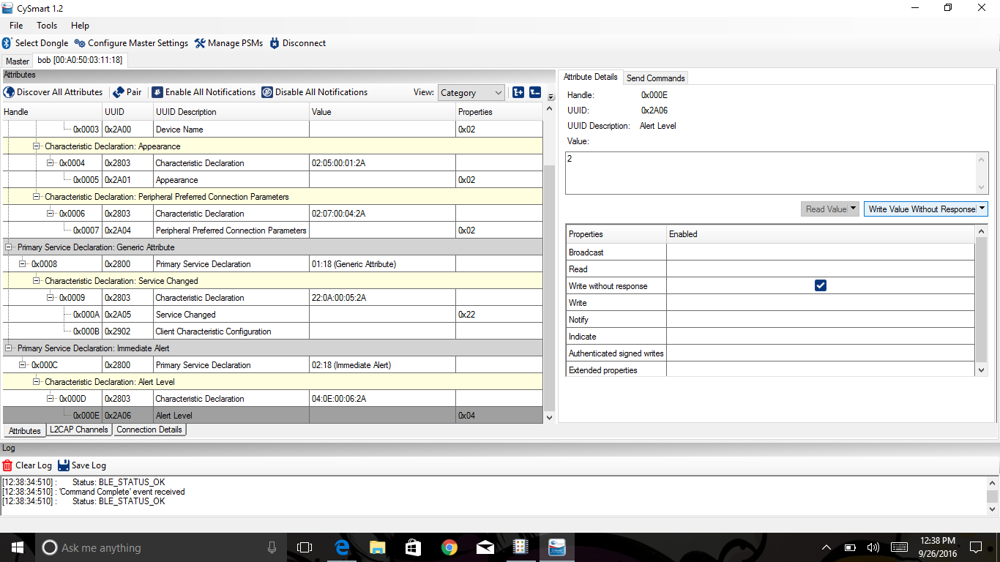 CySmart 1.2
File Tools Help
Select Dongle Configure Master Settings Manage PSMs Disconnect
Master bob [00:A0:50:03:11:18]
Attributes
Discover All Attributes Pair Enable All Notifications Disable All Notifications View: Category
Handle UUID UUID Description Value Properties
0x0003 0x2A00 Device Name 0x02
Characteristic Declaration: Appearance
0x0004 0x2803 Characteristic Declaration 02:05:00:01:2A
0x0005 0x2A01 Appearance 0x02
Characteristic Declaration: Peripheral Preferred Connection Parameters
0x0006 0x2803 Characteristic Declaration 02:07:00:04:2A
0x0007 0x2A04 Peripheral Preferred Connection Parameters 0x02
Primary Service Declaration: Generic Attribute
0x0008 0x2800 Primary Service Declaration 01:18 (Generic Attribute)
Characteristic Declaration: Service Changed
0x0009 0x2803 Characteristic Declaration 22:0A:00:05:2A
0x000A 0x2A05 Service Changed 0x22
0x000B 0x2902 Client Characteristic Configuration
Primary Service Declaration: Immediate Alert
0x000C 0x2800 Primary Service Declaration 02:18 (Immediate Alert)
Characteristic Declaration: Alert Level
0x000D 0x2803 Characteristic Declaration 04:0E:00:06:2A
0x000E 0x2A06 Alert Level 0x04
Attributes L2CAP Channels Connection Details
Attribute Details Send Commands
Handle: 0x000E
UUID: 0x2A06
UUID Description: Alert Level
Value:
2
Read Value Write Value Without Response
Properties Enabled
Broadcast
Read
Write without response
Write
Notify
Indicate
Authenticated signed writes
Extended properties
Log
Clear Log Save Log
[12:38:34:510] : Status: BLE_STATUS_OK
[12:38:34:510] : 'Command Complete' event received
[12:38:34:510] : Status: BLE_STATUS_OK
Ask me anything
12:38 PM
9/26/2016